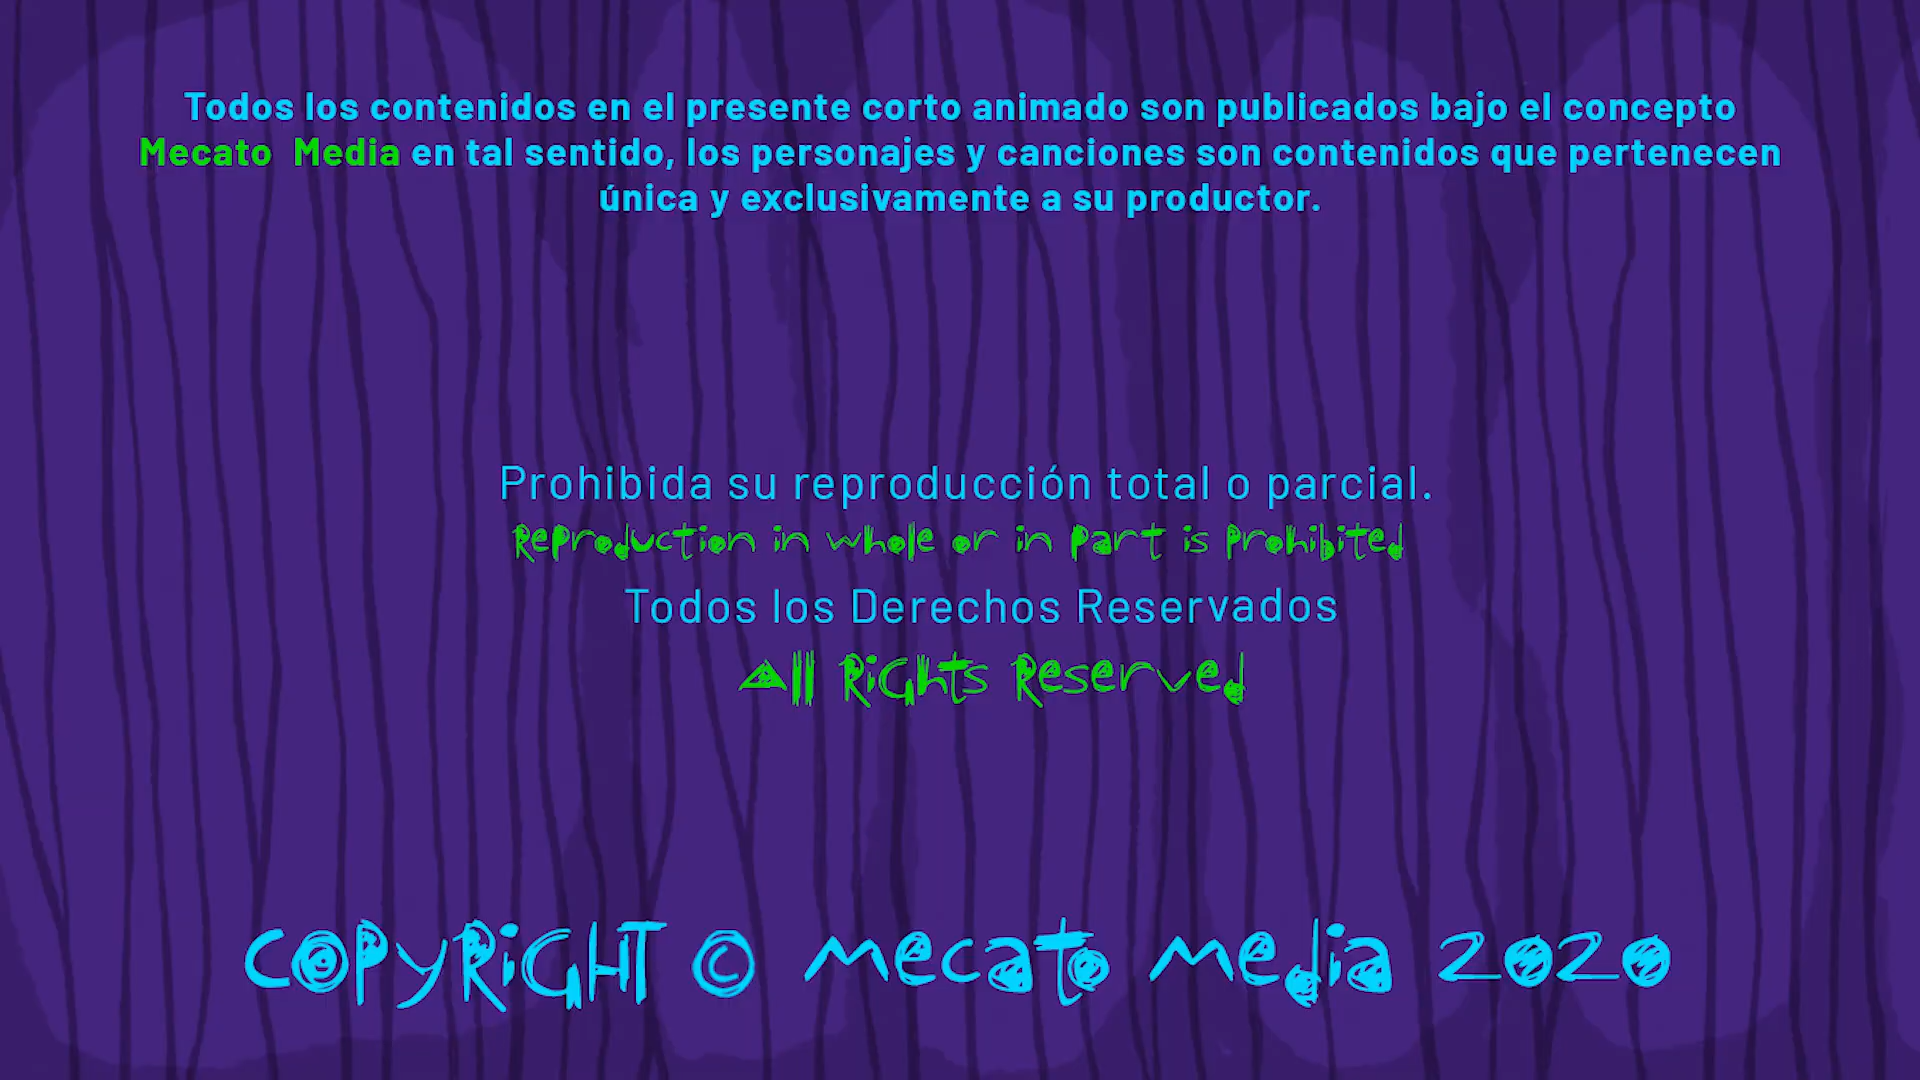 Todos los contenidos en el presente corto animado son publicados bajo el concepto
Mecato Media en tal sentido, los personajes y canciones son contenidos que pertenecen
única y exclusivamente a su productor.
Prohibida su reproducción total o parcial.
Reproduction in whole or in part is prohibited
Todos los Derechos Reservados
All Rights Reserved
COPYRiGHT © mecato media 2020